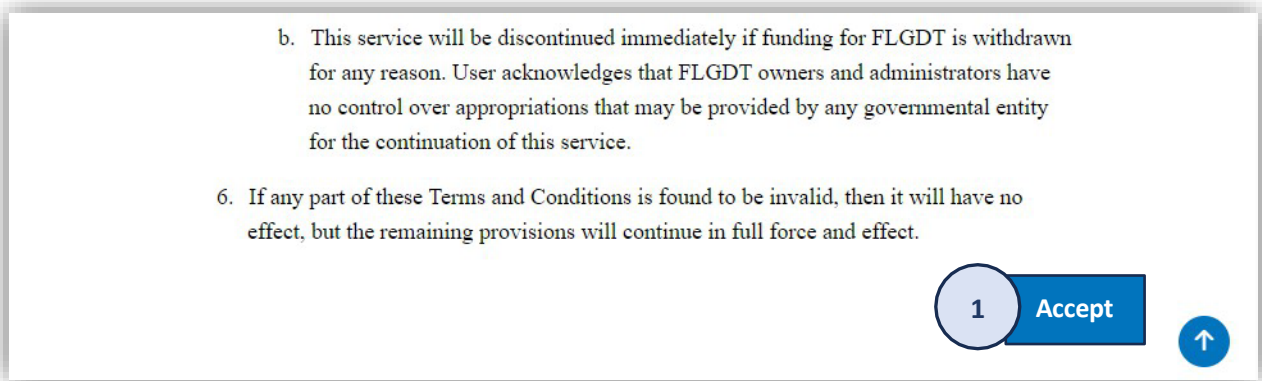 b. This service will be discontinued immediately if funding for FLGDT is withdrawn
for any reason. User acknowledges that FLGDT owners and administrators have
no control over appropriations that may be provided by any governmental entity
for the continuation of this service.
6. If any part of these Terms and Conditions is found to be invalid, then it will have no
effect, but the remaining provisions will continue in full force and effect.
1 Accept